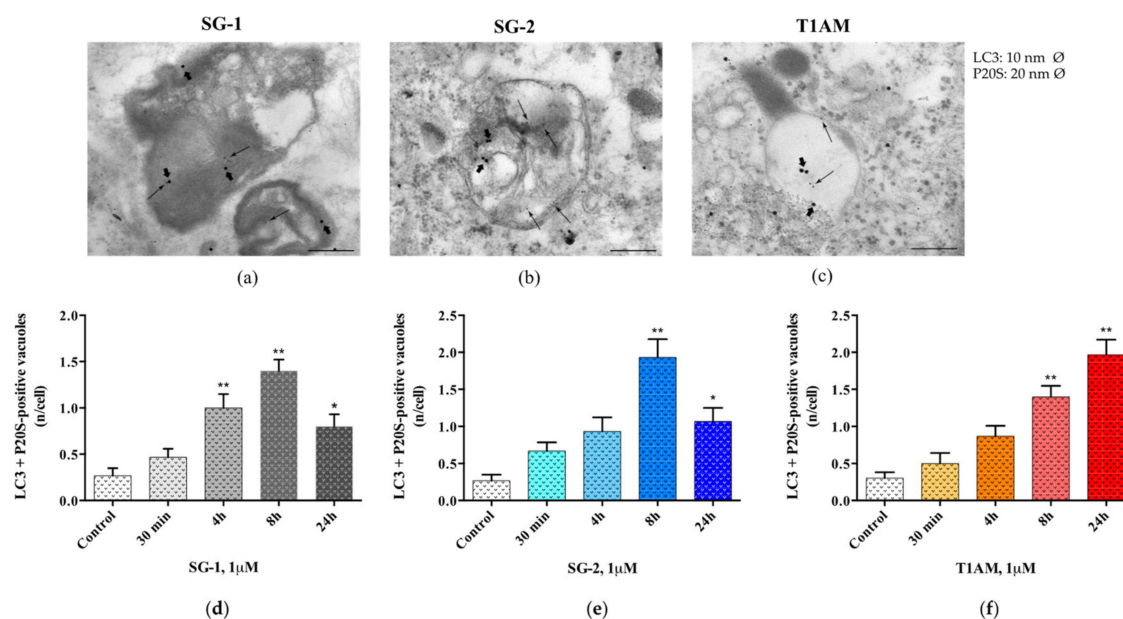 SG-1
SG-2
T1AM
LC3: 10 nm Ø
P20S: 20 nm Ø
(a)
(b)
(c)
LC3 + P20S-positive vacuoles
(n/cell)
2.0
1.5
1.0
0.5
0.0
**
**
*
Control
30 min
4h
8h
24h
SG-1, 1μM
(d)
LC3 + P20S-positive vacuoles
(n/cell)
2.5
2.0
1.5
1.0
0.5
0.0
**
*
Control
30 min
4h
8h
24h
SG-2, 1μM
(e)
LC3 + P20S-positive vacuoles
(n/cell)
2.5
2.0
1.5
1.0
0.5
0.0
**
**
Control
30 min
4h
8h
24h
T1AM, 1μM
(f)